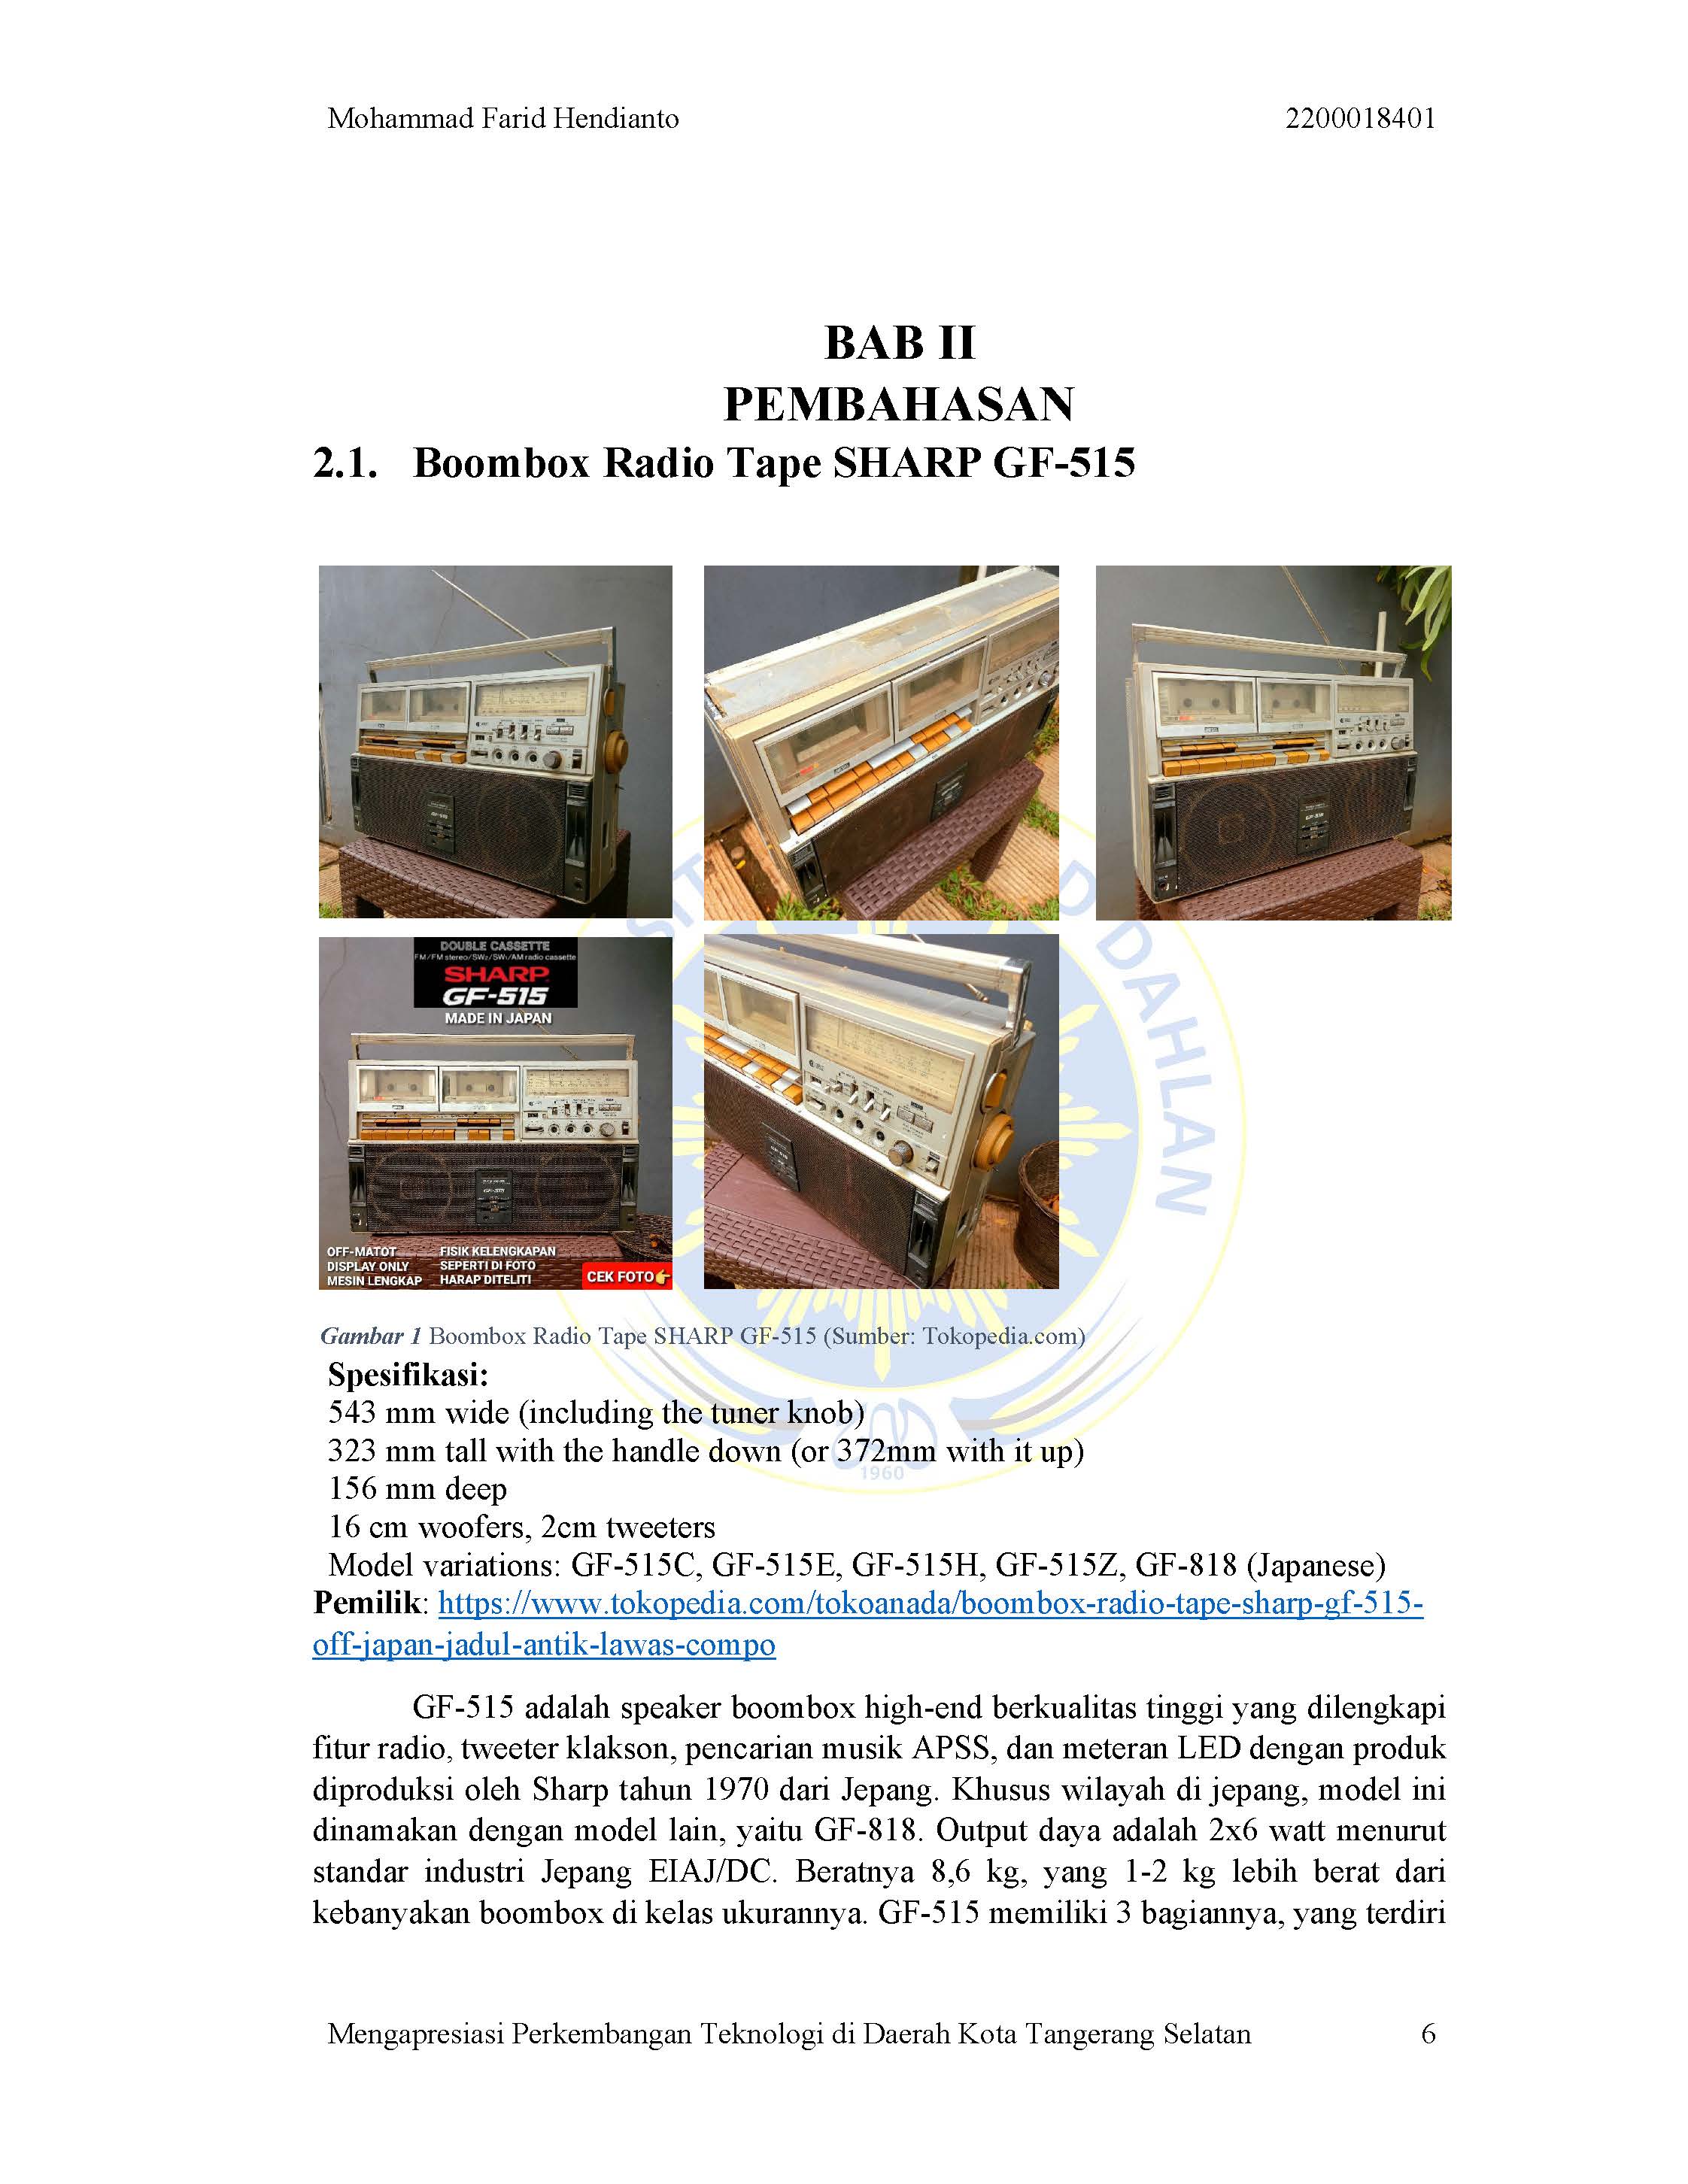 Mohammad Farid Hendianto 2200018401
BAB II
PEMBAHASAN
2.1. Boombox Radio Tape SHARP GF-515
DOUBLE CASSETTE
FM/FM stereo/SW2/SW1/AM radio cassette
SHARP
GF-515
MADE IN JAPAN
OFF-MATOT
DISPLAY ONLY
MESIN LENGKAP
FISIK KELENGKAPAN
SEPERTI DI FOTO
HARAP DITELITI
CEK FOTO
DAHLAN
1960
Gambar 1 Boombox Radio Tape SHARP GF-515 (Sumber: Tokopedia.com)
Spesifikasi:
543 mm wide (including the tuner knob)
323 mm tall with the handle down (or 372mm with it up)
156 mm deep
16 cm woofers, 2cm tweeters
Model variations: GF-515C, GF-515E, GF-515H, GF-515Z, GF-818 (Japanese)
Pemilik: https://www.tokopedia.com/tokoanada/boombox-radio-tape-sharp-gf-515-
off-japan-jadul-antik-lawas-compo
GF-515 adalah speaker boombox high-end berkualitas tinggi yang dilengkapi
fitur radio, tweeter klakson, pencarian musik APSS, dan meteran LED dengan produk
diproduksi oleh Sharp tahun 1970 dari Jepang. Khusus wilayah di jepang, model ini
dinamakan dengan model lain, yaitu GF-818. Output daya adalah 2x6 watt menurut
standar industri Jepang EIAJ/DC. Beratnya 8,6 kg, yang 1-2 kg lebih berat dari
kebanyakan boombox di kelas ukurannya. GF-515 memiliki 3 bagiannya, yang terdiri
Mengapresiasi Perkembangan Teknologi di Daerah Kota Tangerang Selatan 6